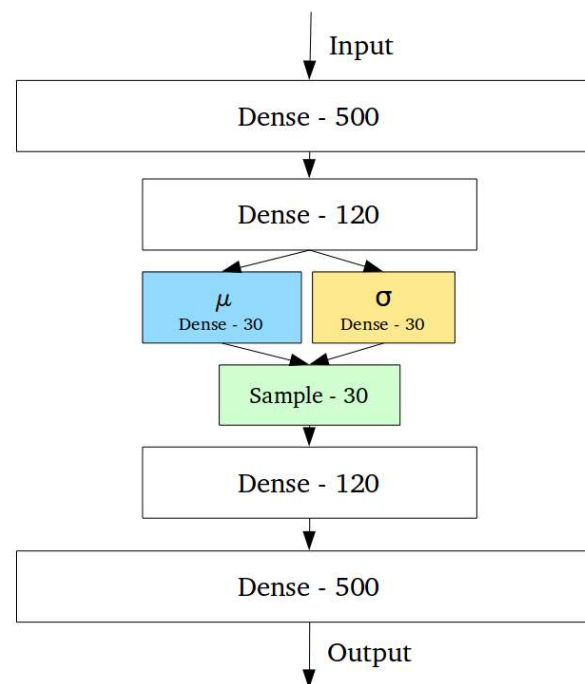 Input
Dense - 500
Dense - 120
μ
Dense - 30
σ
Dense - 30
Sample - 30
Dense - 120
Dense - 500
Output